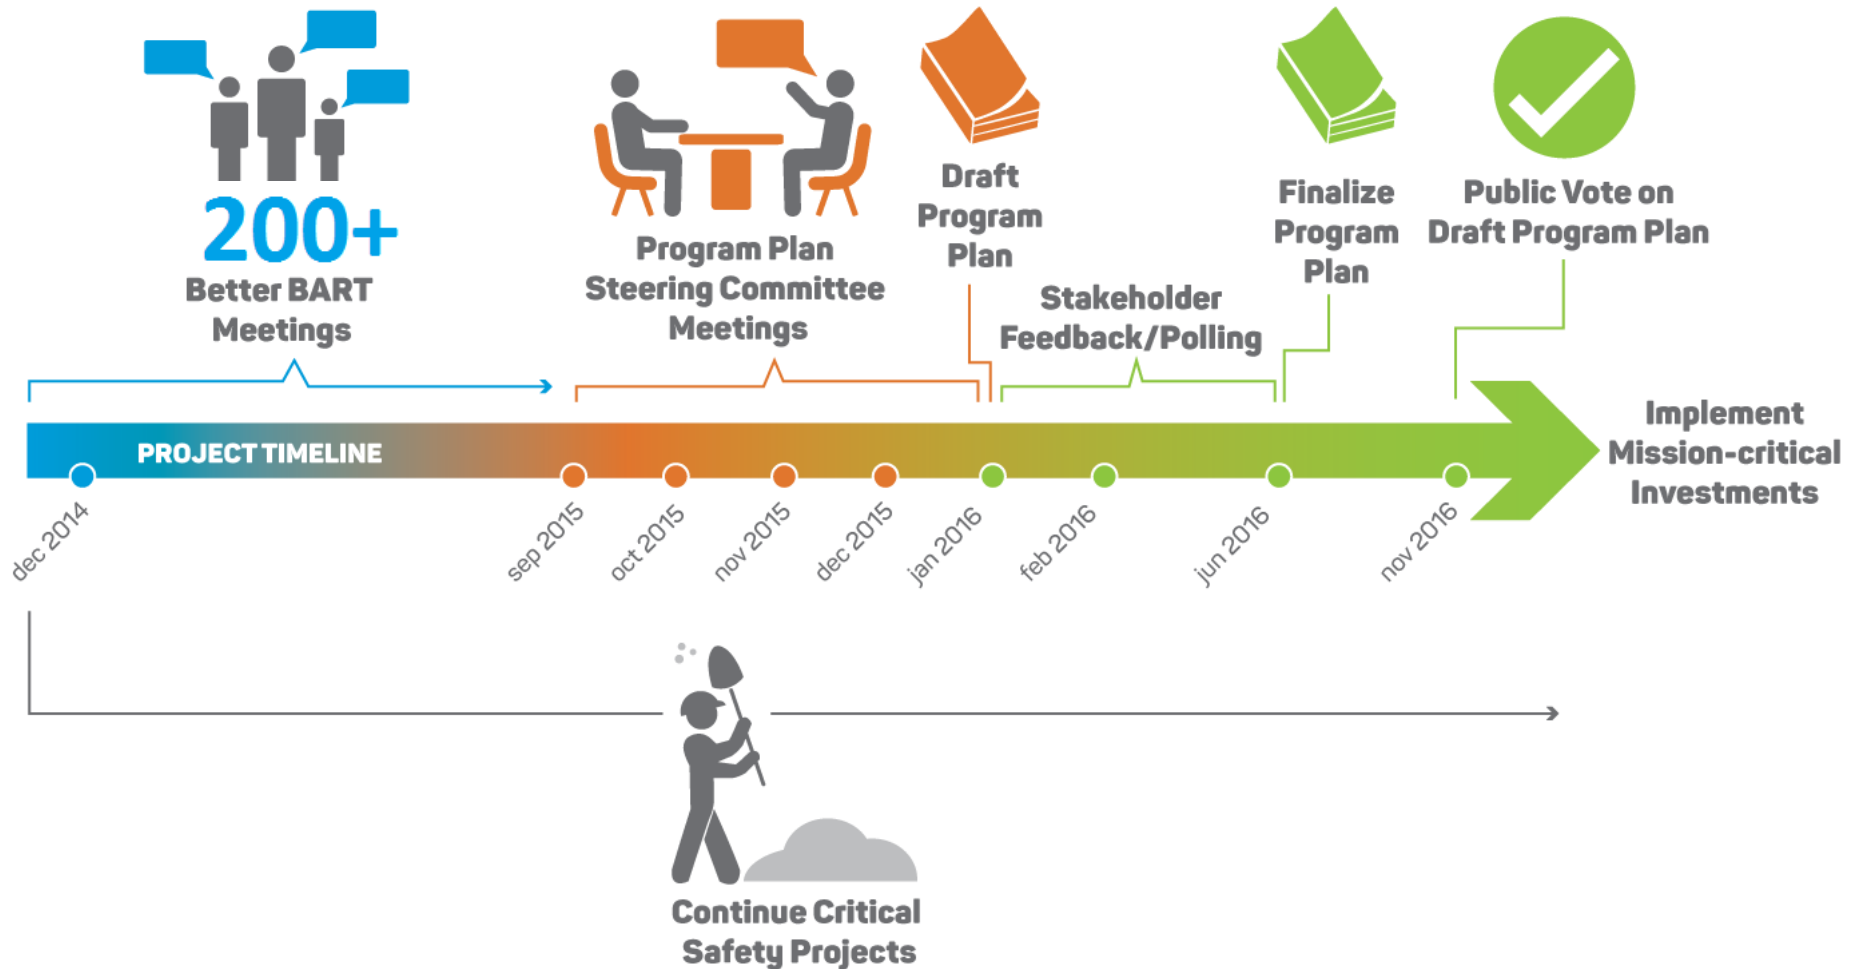 200+
Better BART
Meetings
Program Plan
Steering Committee
Meetings
Draft
Program
Plan
Stakeholder
Feedback/Polling
Finalize
Program
Plan
Public Vote on
Draft Program Plan
PROJECT TIMELINE
Implement
Mission-critical
Investments
dec 2014
sep 2015
oct 2015
nov 2015
dec 2015
jan 2016
feb 2016
jun 2016
nov 2016
Continue Critical
Safety Projects